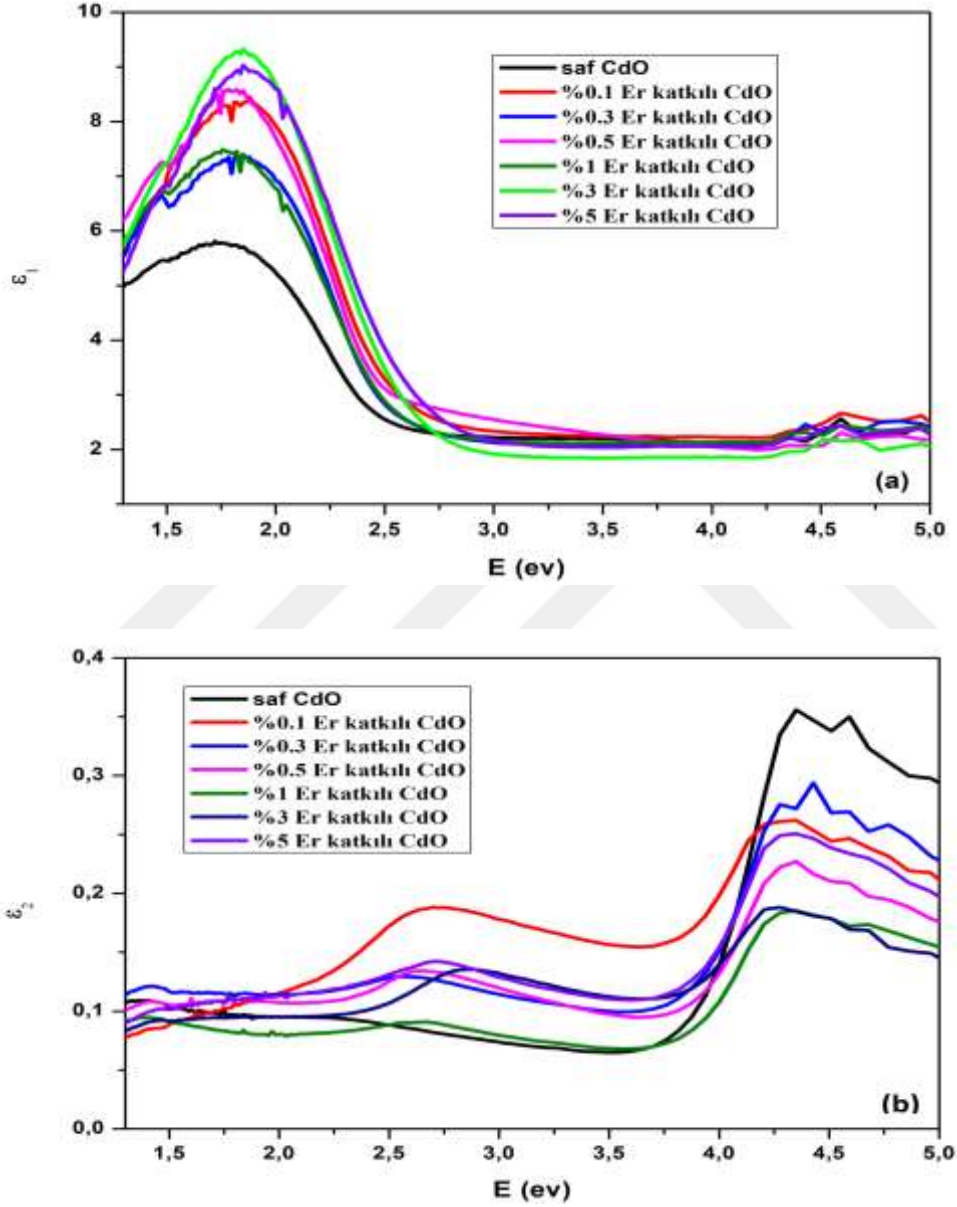 10
8
6
4
2
ε₁
saf CdO
%0.1 Er katkılı CdO
%0.3 Er katkılı CdO
%0.5 Er katkılı CdO
%1 Er katkılı CdO
%3 Er katkılı CdO
%5 Er katkılı CdO
(a)
1,5 2,0 2,5 3,0 3,5 4,0 4,5 5,0
E (ev)
0,4
0,3
0,2
0,1
0,0
ε₂
saf CdO
%0.1 Er katkılı CdO
%0.3 Er katkılı CdO
%0.5 Er katkılı CdO
%1 Er katkılı CdO
%3 Er katkılı CdO
%5 Er katkılı CdO
(b)
1,5 2,0 2,5 3,0 3,5 4,0 4,5 5,0
E (ev)